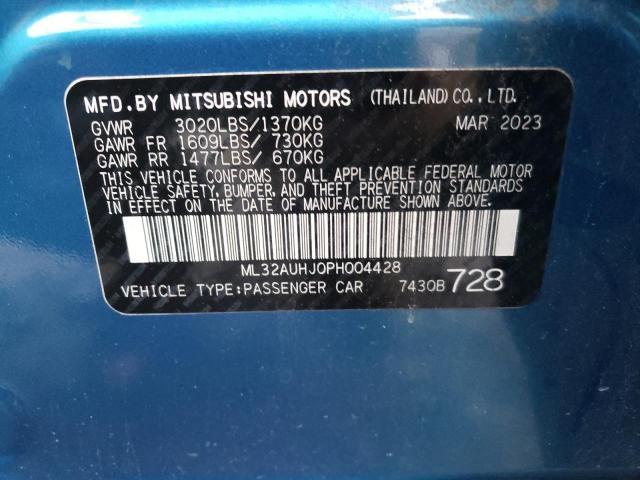 MFD. BY MITSUBISHI MOTORS (THAILAND) CO., LTD.
GVWR 3020LBS/1370KG MAR 2023
GAWR FR 1609LBS/ 730KG
GAWR RR 1477LBS/ 670KG
THIS VEHICLE CONFORMS TO ALL APPLICABLE FEDERAL MOTOR
VEHICLE SAFETY, BUMPER, AND THEFT PREVENTION STANDARDS
IN EFFECT ON THE DATE OF MANUFACTURE SHOWN ABOVE.
ML32AUHJ0PH004428
VEHICLE TYPE:PASSENGER CAR 7430B 728